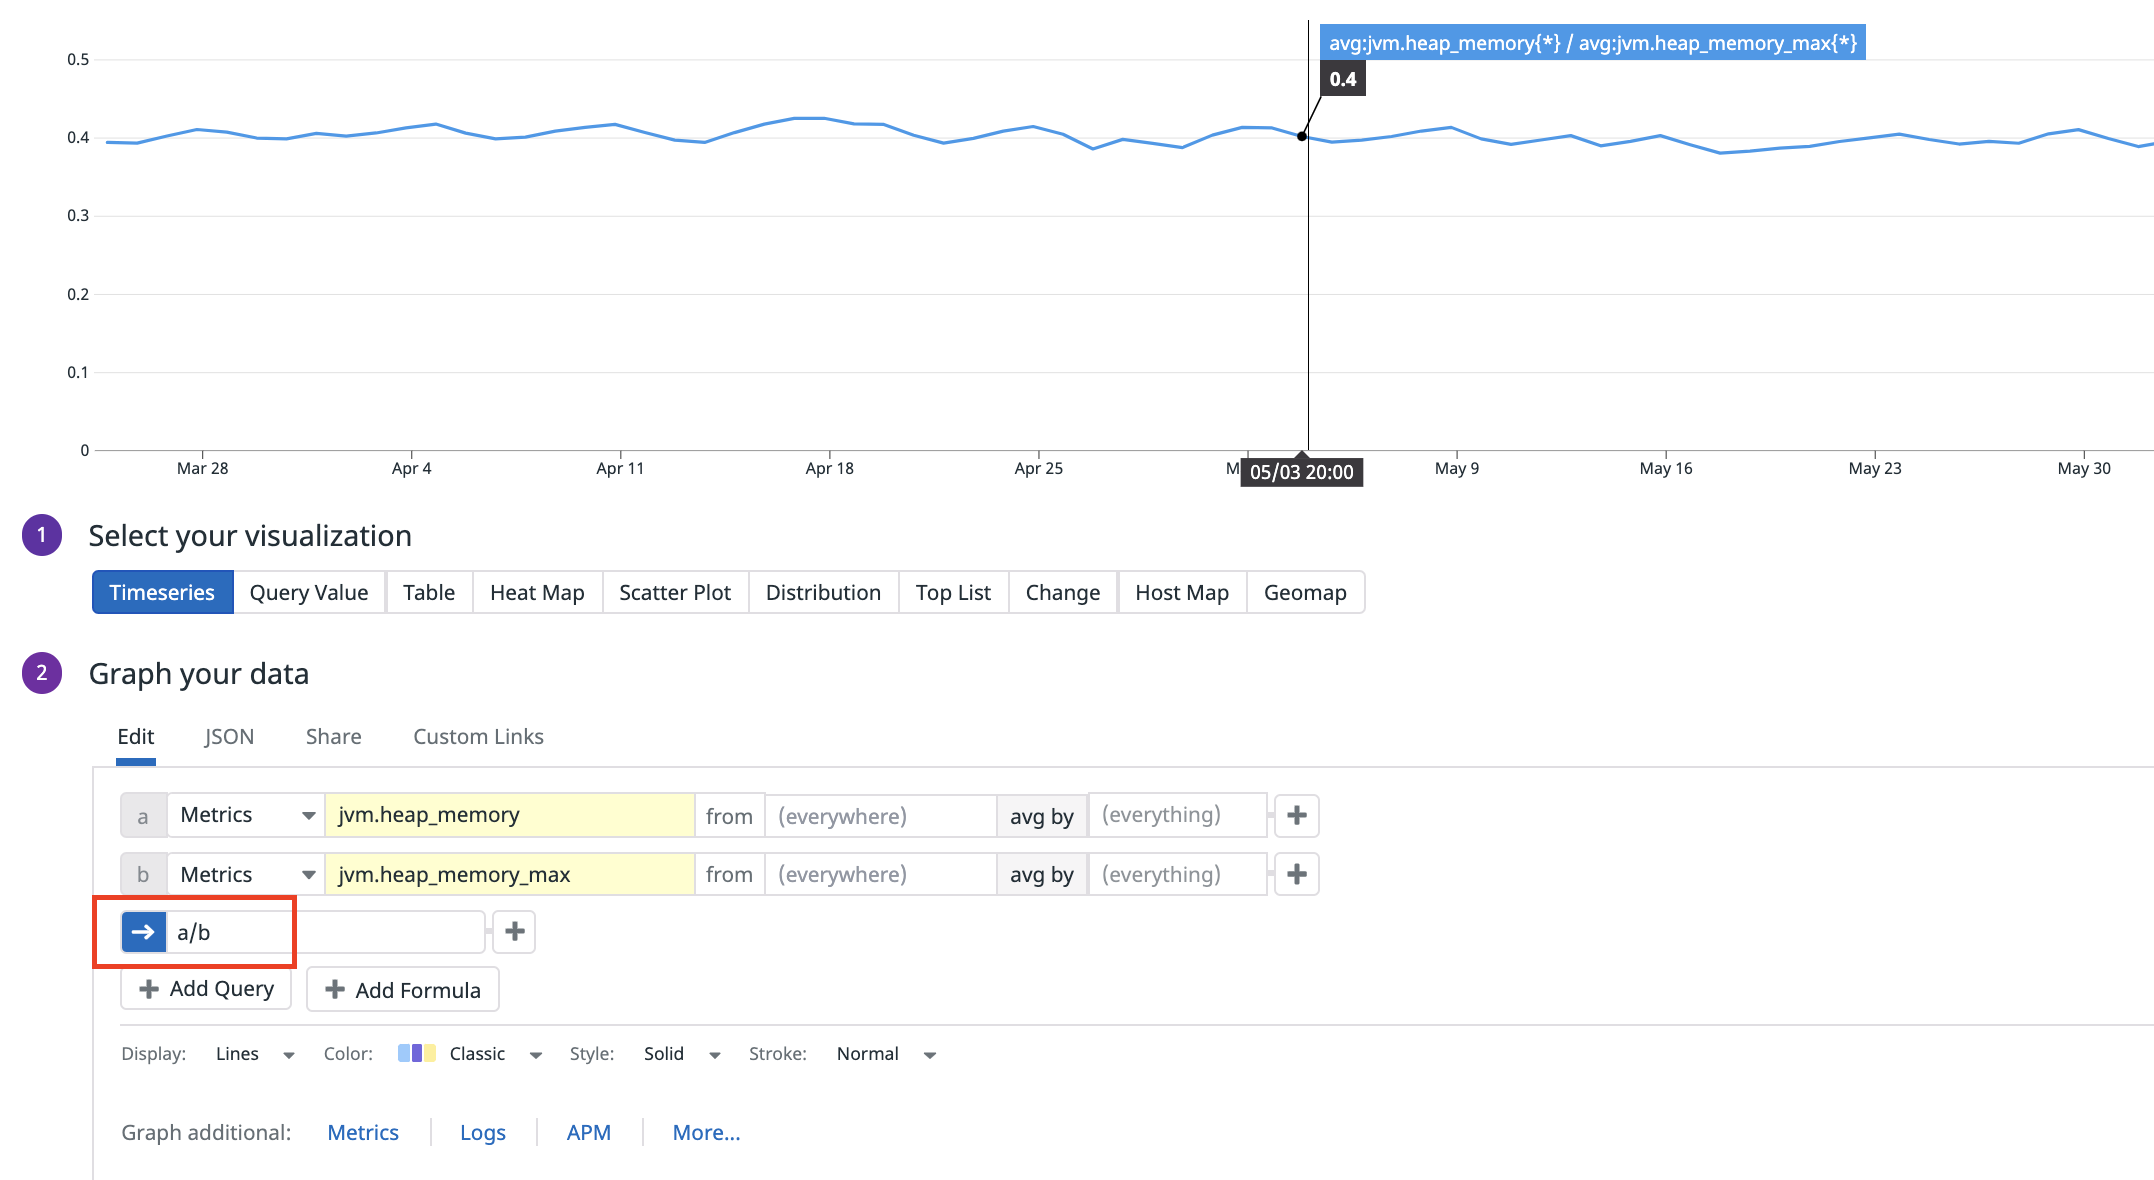 avg:jvm.heap_memory{*} / avg:jvm.heap_memory_max{*}
0.4
0.5
0.4
0.3
0.2
0.1
0
Mar 28 Apr 4 Apr 11 Apr 18 Apr 25 M 05/03 20:00 May 9 May 16 May 23 May 30
1 Select your visualization
Timeseries Query Value Table Heat Map Scatter Plot Distribution Top List Change Host Map Geomap
2 Graph your data
Edit JSON Share Custom Links
a Metrics jvm.heap_memory from (everywhere) avg by (everything)
b Metrics jvm.heap_memory_max from (everywhere) avg by (everything)
a/b
Add Query Add Formula
Display: Lines Color: Classic Style: Solid Stroke: Normal
Graph additional: Metrics Logs APM More...